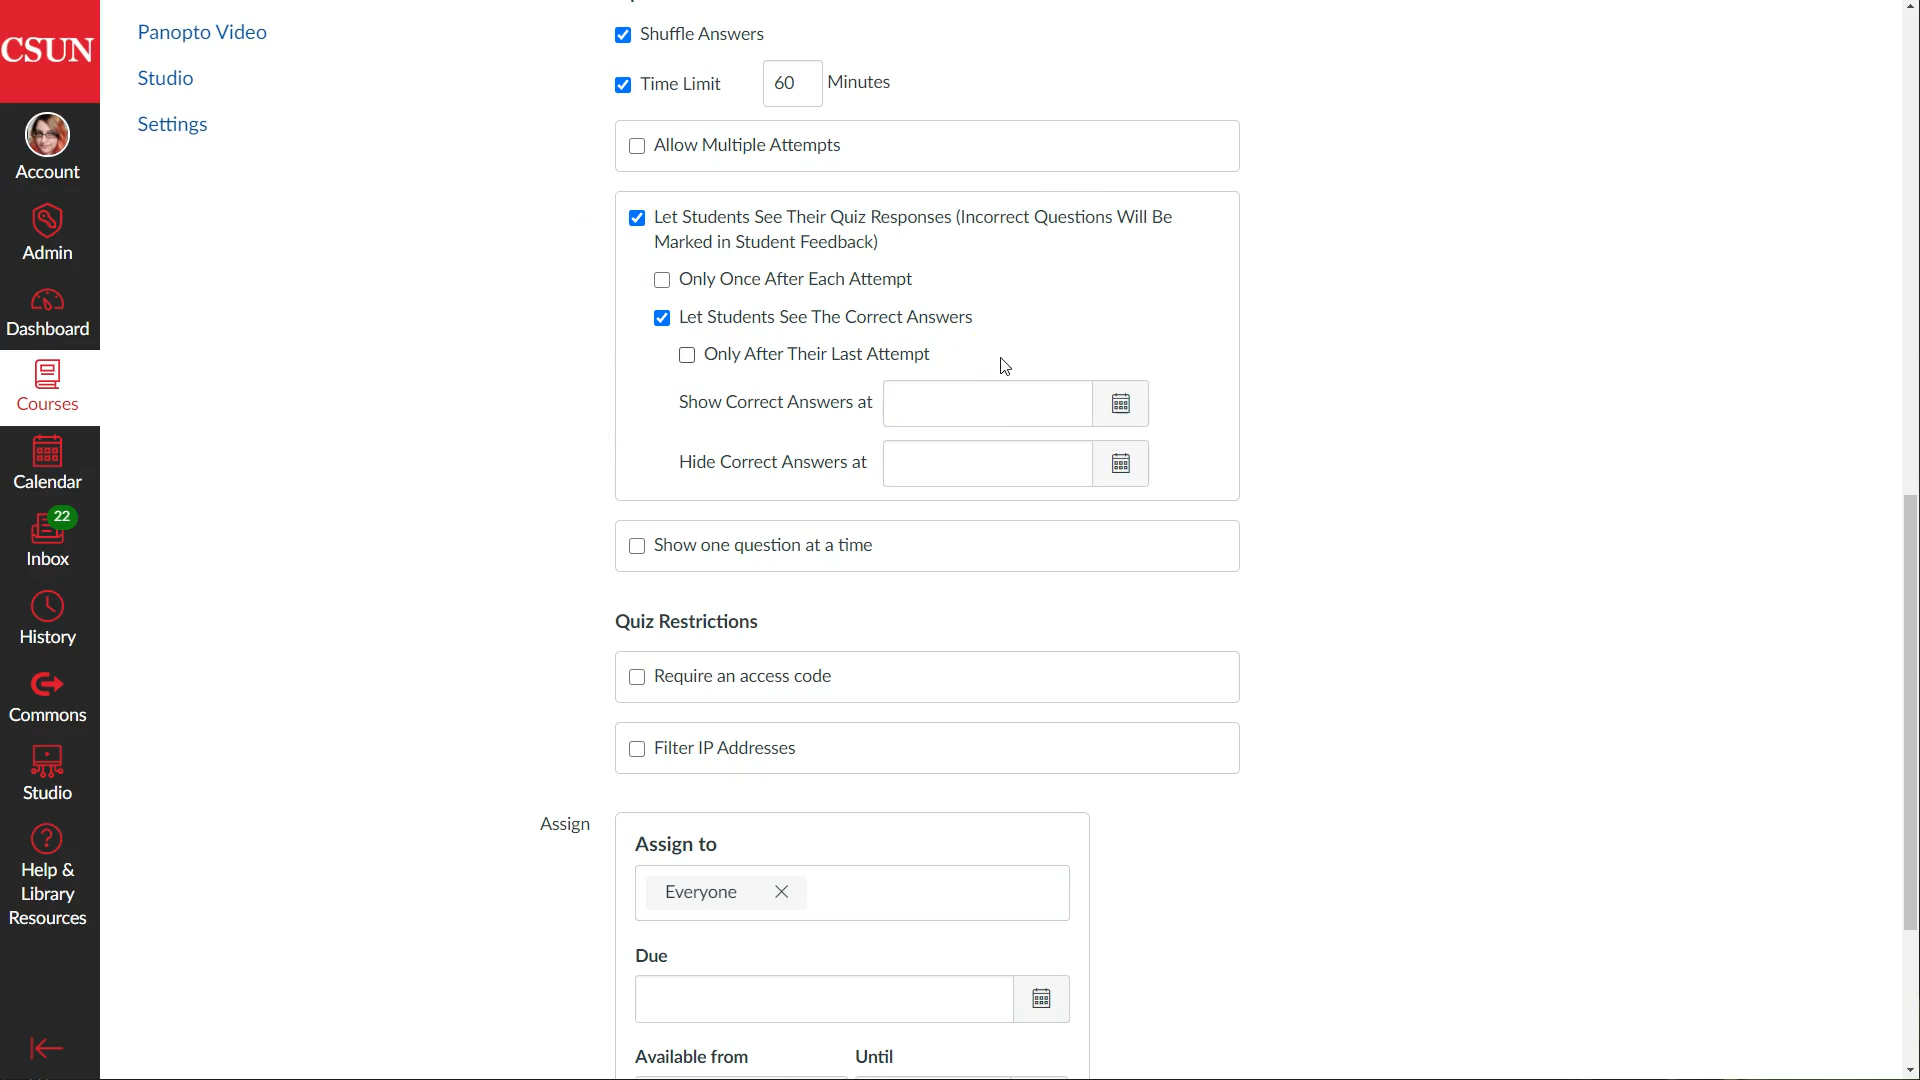 CSUN
Account
Admin
Dashboard
Courses
Calendar
22
Inbox
History
Commons
Studio
Help &
Library
Resources
Panopto Video
Studio
Settings
Shuffle Answers
Time Limit 60 Minutes
Allow Multiple Attempts
Let Students See Their Quiz Responses (Incorrect Questions Will Be
Marked in Student Feedback)
Only Once After Each Attempt
Let Students See The Correct Answers
Only After Their Last Attempt
Show Correct Answers at
Hide Correct Answers at
Show one question at a time
Quiz Restrictions
Require an access code
Filter IP Addresses
Assign
Assign to
Everyone
Due
Available from Until